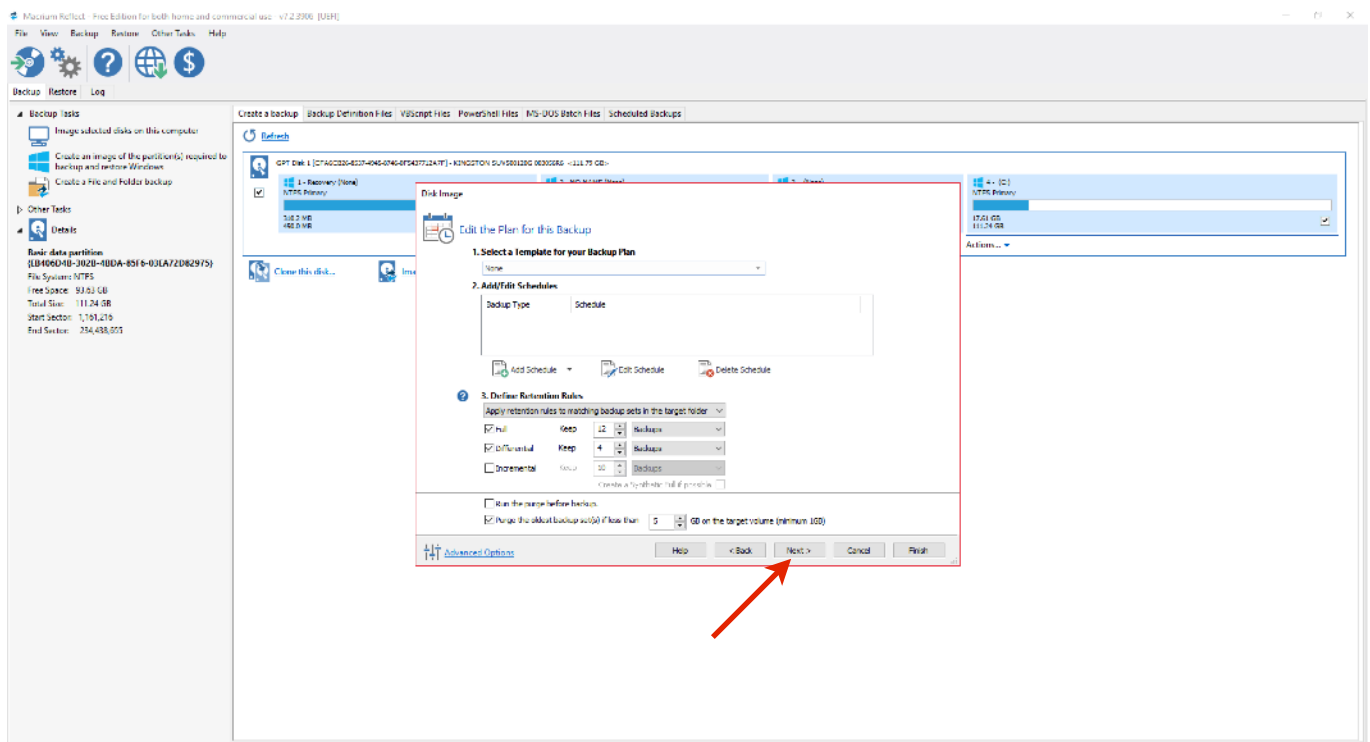 Macrium Reflect - Free Edition for both home and commercial use - v7.2.3906 [UEFI]
File View Backup Restore Other Tasks Help
Backup Restore Log
Backup Tasks
Image selected disks on this computer
Create an image of the partition(s) required to
backup and restore Windows
Create a File and Folder backup
Other Tasks
Details
Basic data partition
File System: NTFS
Free Space: 93.63 GB
Total Size: 111.24 GB
Start Sector: 1,161,216
End Sector: 234,438,655
Create a backup Backup Definition Files VBScript Files PowerShell Files MS-DOS Batch Files Scheduled Backups
Refresh
GPT Disk 1
1 - Recovery (None)
NTFS Primary
4 - (C:)
NTFS Primary
17.61 GB
111.24 GB
Actions...
Clone this disk...
Disk Image
Edit the Plan for this Backup
1. Select a Template for your Backup Plan
None
2. Add/Edit Schedules
Backup Type Schedule
Add Schedule Edit Schedule Delete Schedule
3. Define Retention Rules
Apply retention rules to matching backup sets in the target folder
Full Keep 12 Backups
Differential Keep 4 Backups
Incremental Keep 10 Backups
Create a Synthetic Full if possible
Run the purge before backup.
Purge the oldest backup set(s) if less than 5 GB on the target volume (minimum 1GB)
Advanced Options Help < Back Next > Cancel Finish